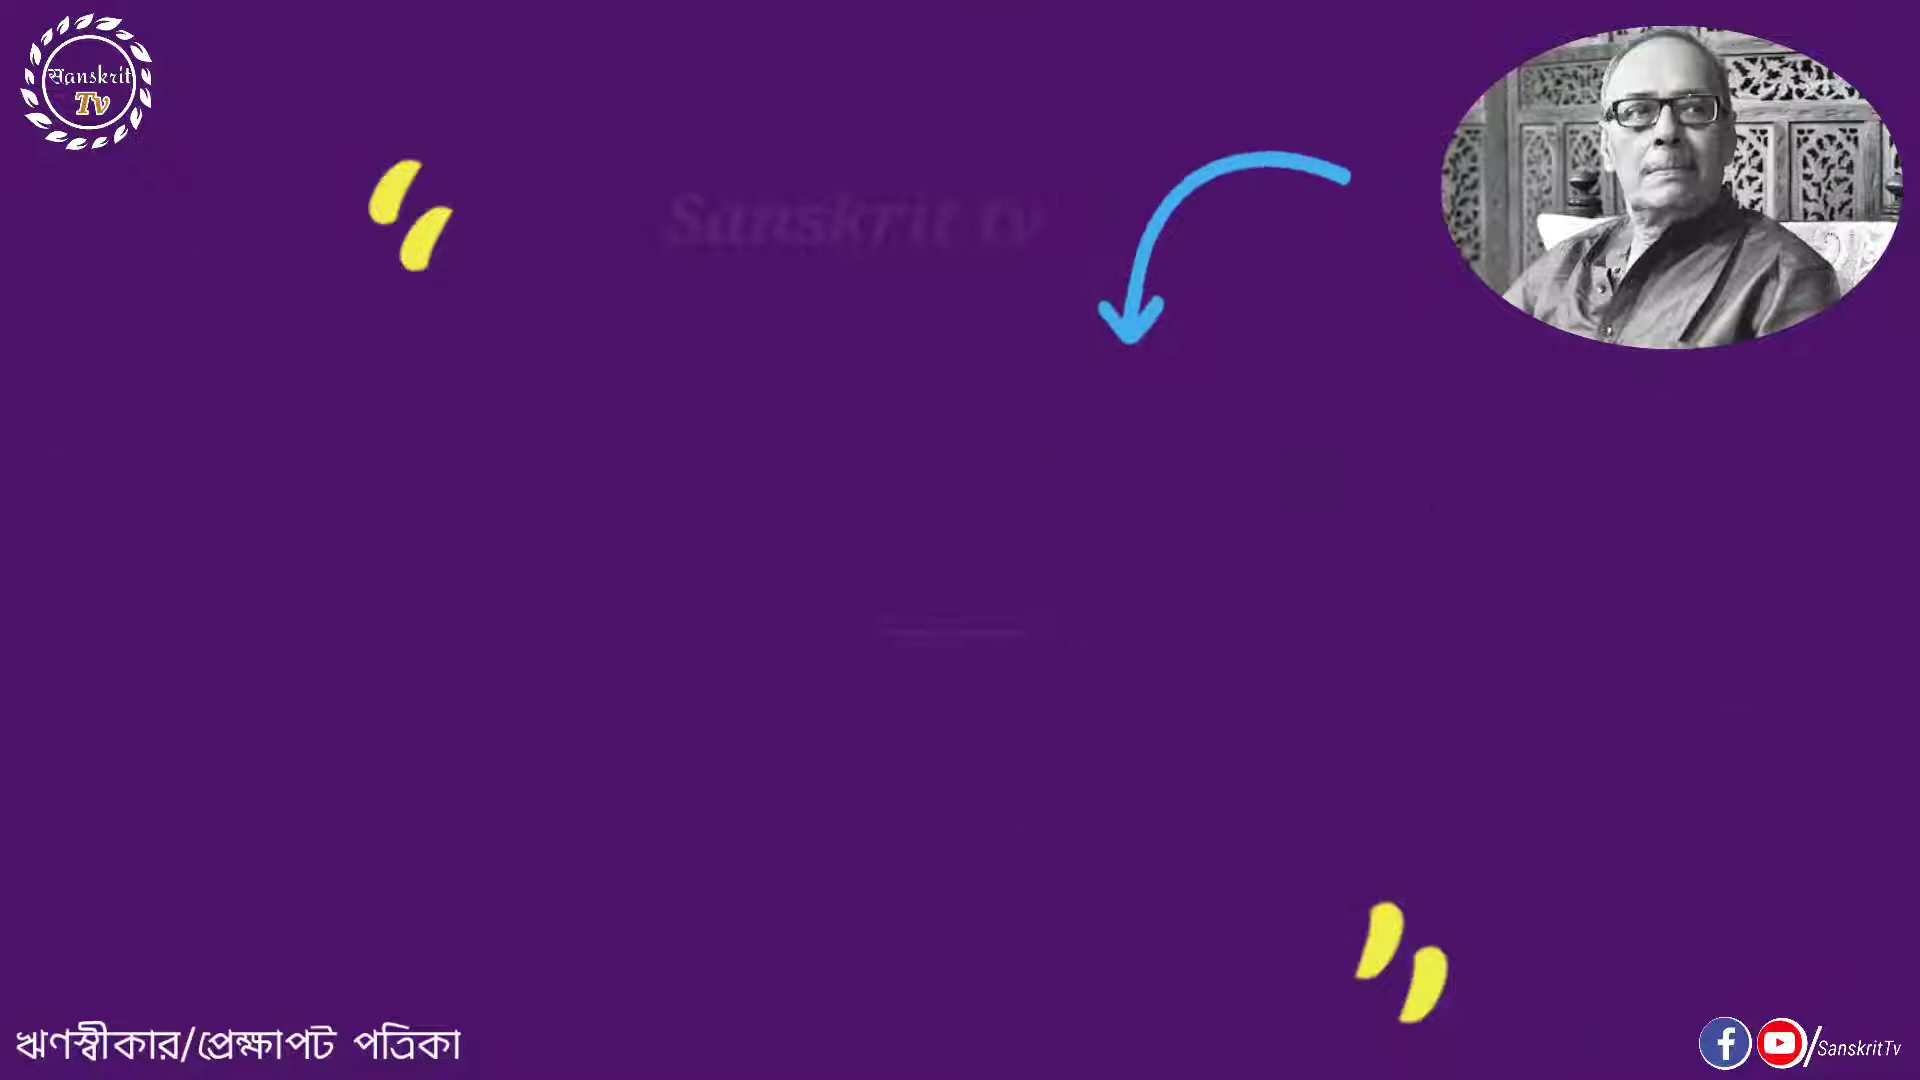 Sanskrit
Tv
Sanskrit tv
ঋণস্বীকার/প্রেক্ষাপট পত্রিকা
/SanskritTv